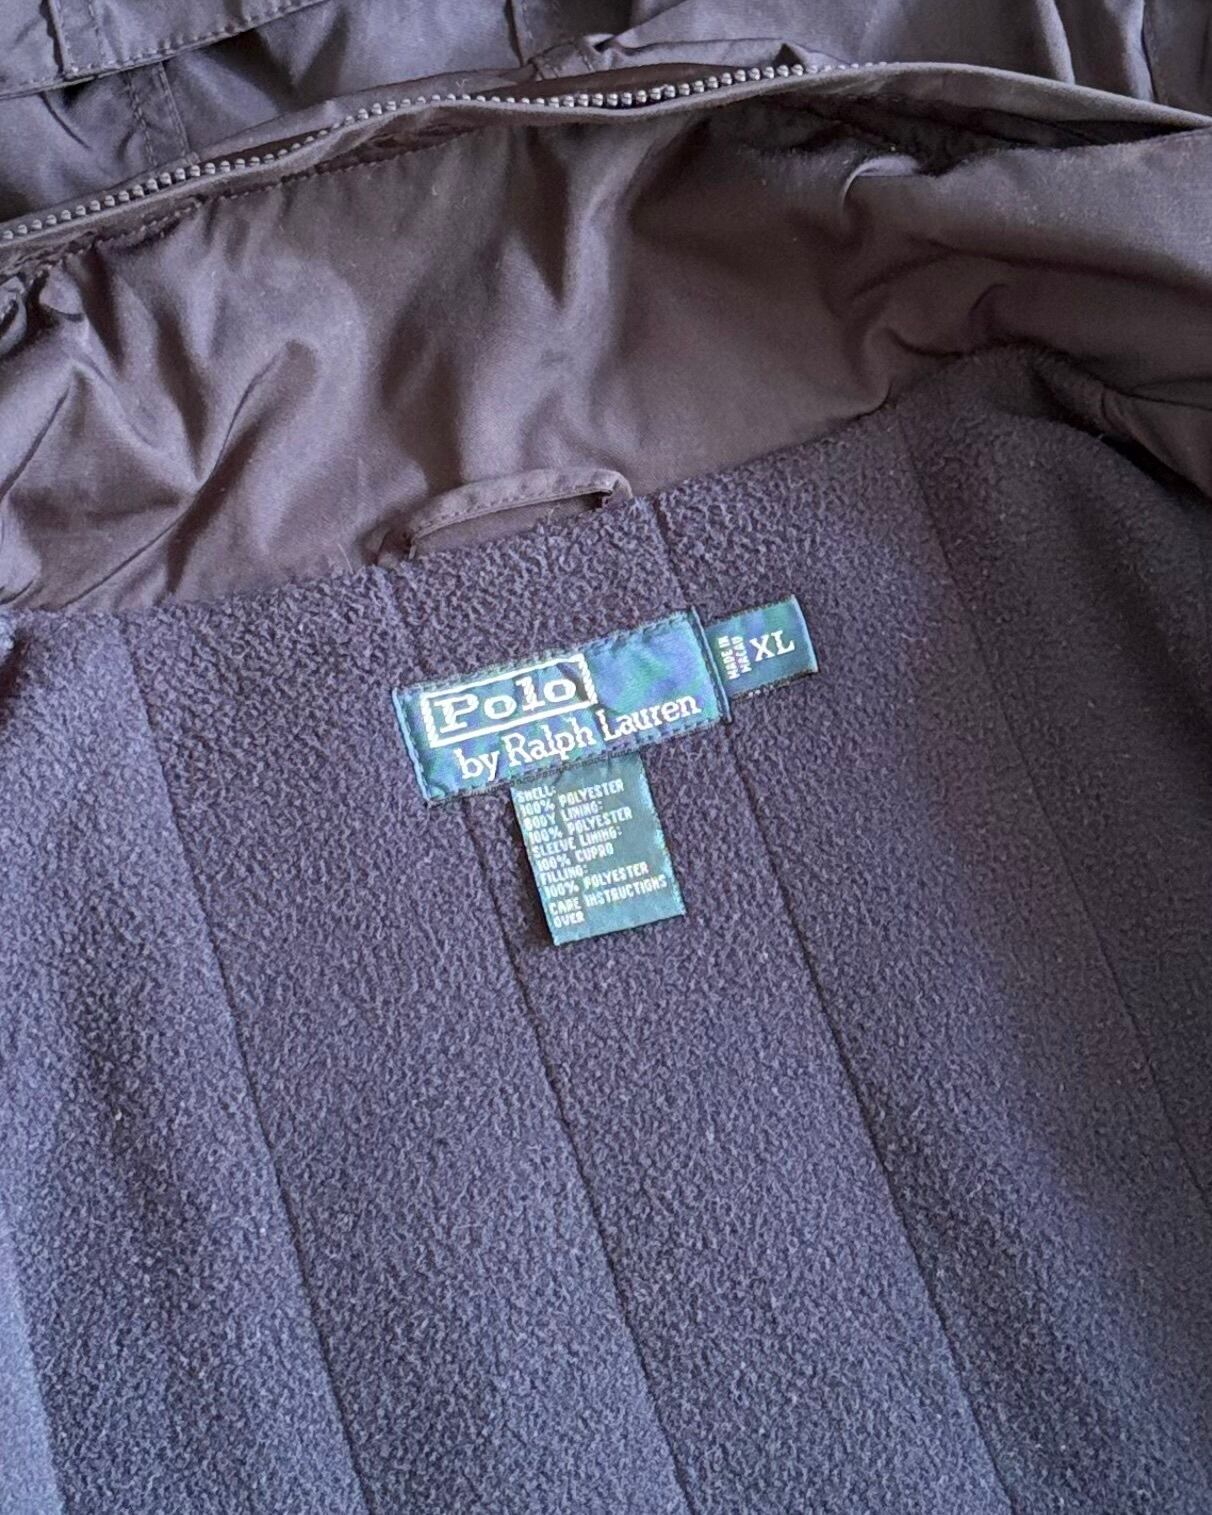 Polo
by Ralph Lauren
XL
MADE IN
MACAU
SHELL:
100% POLYESTER
BODY LINING:
100% POLYESTER
SLEEVE LINING:
100% CUPRO
FILLING:
100% POLYESTER
CARE INSTRUCTIONS
OVER